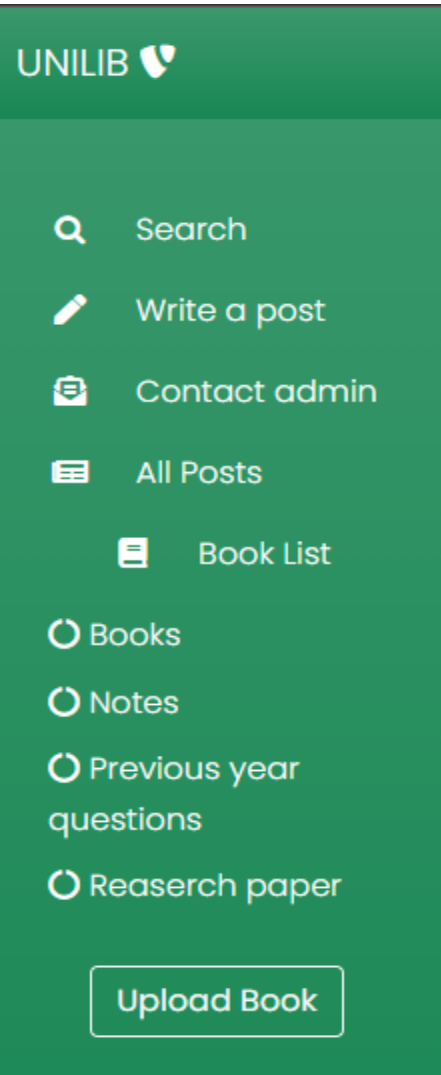 UNILIB
Search
Write a post
Contact admin
All Posts
Book List
Books
Notes
Previous year
questions
Reaserch paper
Upload Book